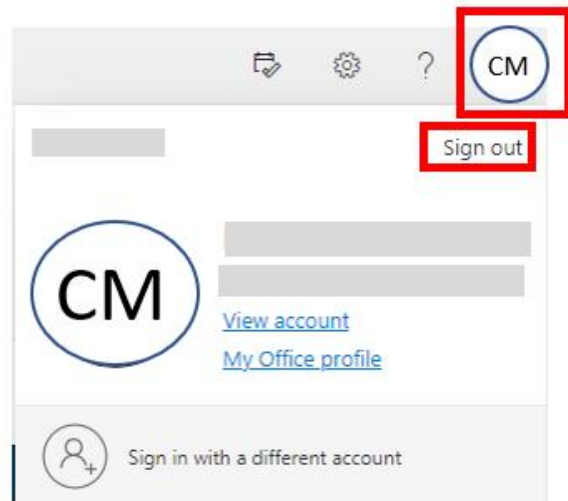 ? CM
Sign out
CM
View account
My Office profile
Sign in with a different account